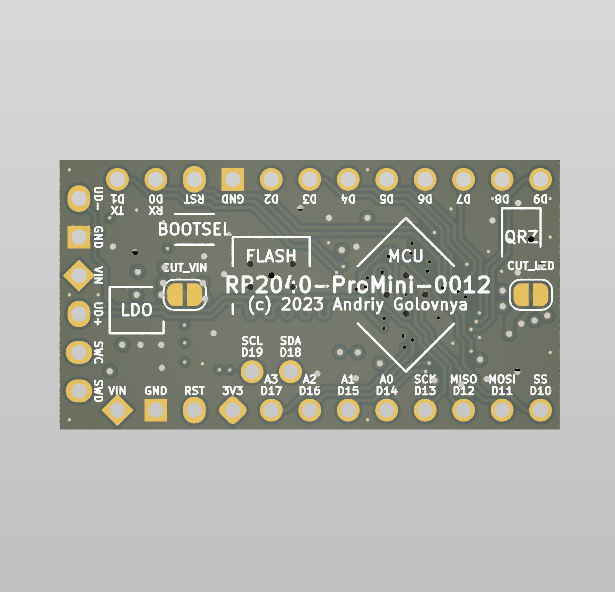 UD- GND VIN UD+ SWC SWD
D1 D0 RST GND D2 D3 D4 D5 D6 D7 D8 D9
TX RX
BOOTSEL
QRZ
FLASH MCU
CUT_VIN CUT_LED
RP2040-ProMini-0012
(c) 2023 Andriy Golovnya
LDO
SCL SDA
D19 D18
A3 A2 A1 A0 SCK MISO MOSI SS
VIN GND RST 3V3 D17 D16 D15 D14 D13 D12 D11 D10